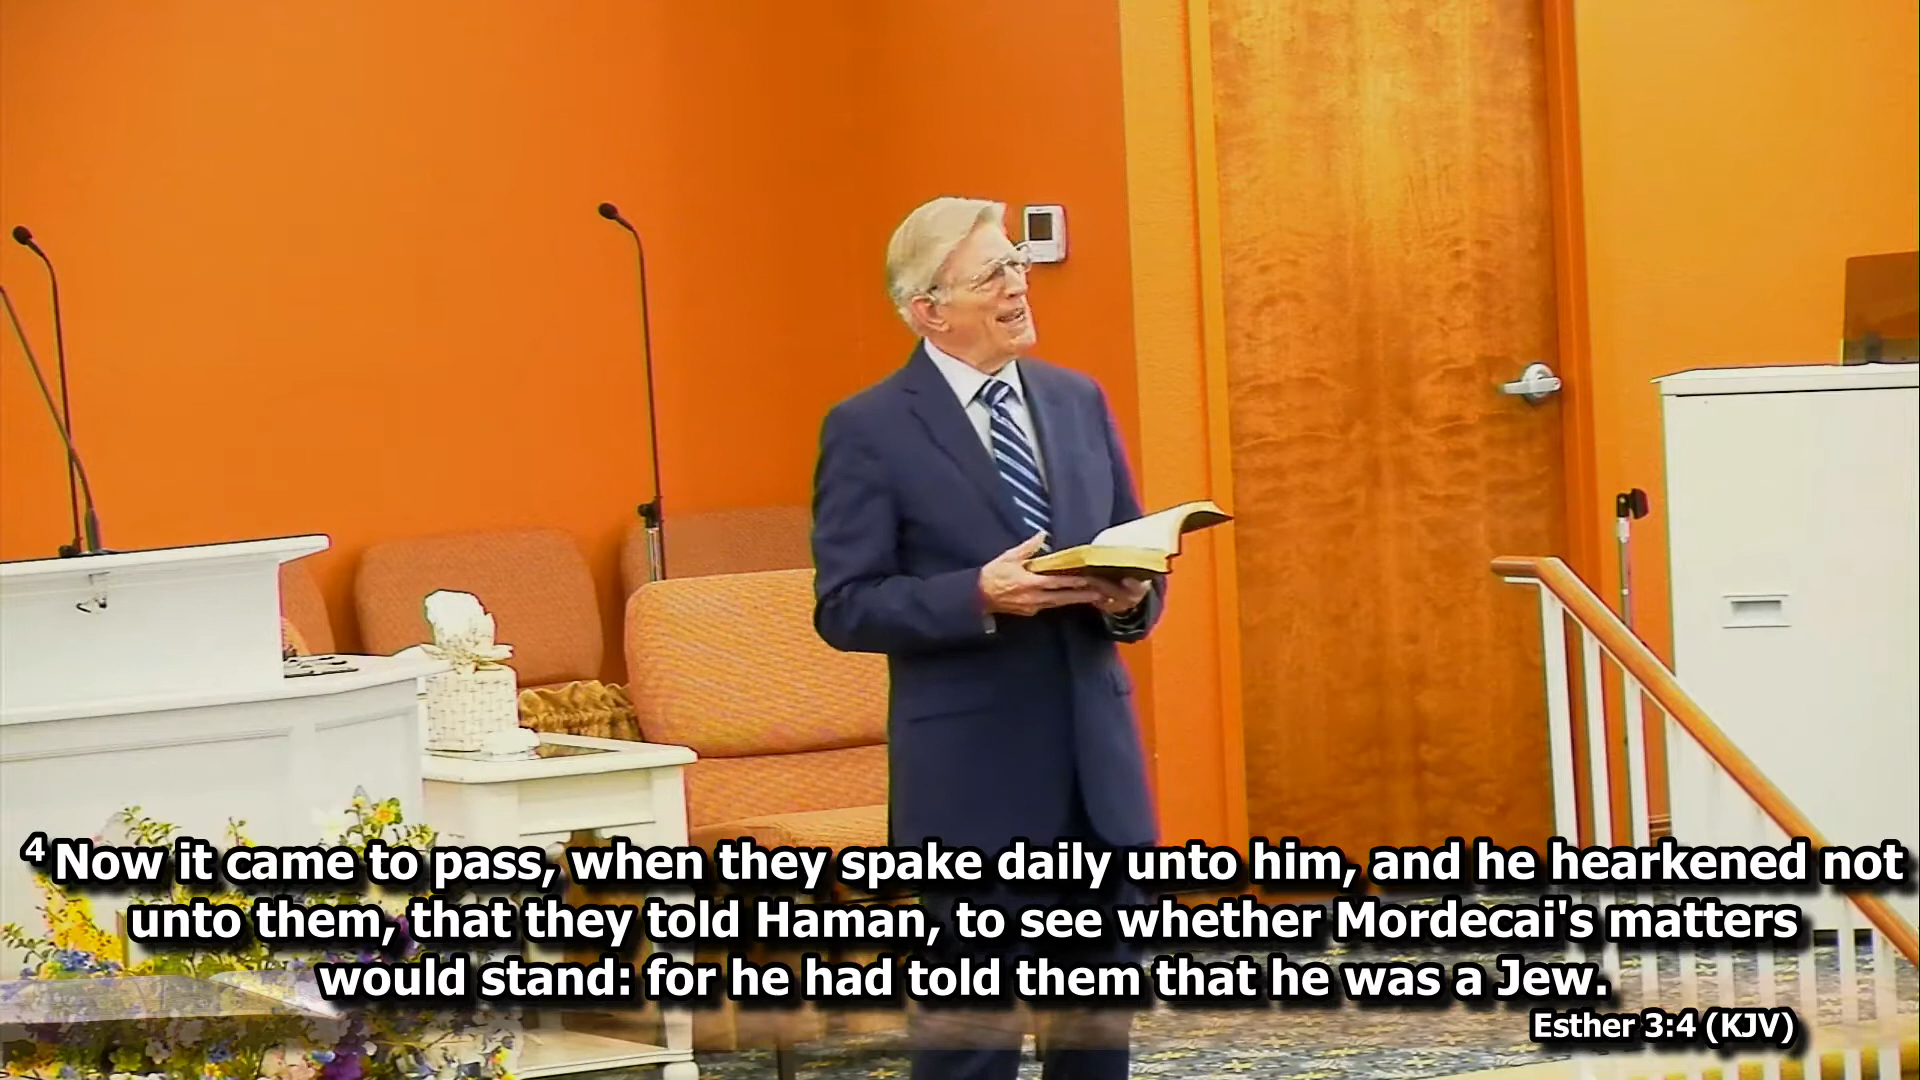 4 Now it came to pass, when they spake daily unto him, and he hearkened not
unto them, that they told Haman, to see whether Mordecai's matters
would stand: for he had told them that he was a Jew.
Esther 3:4 (KJV)